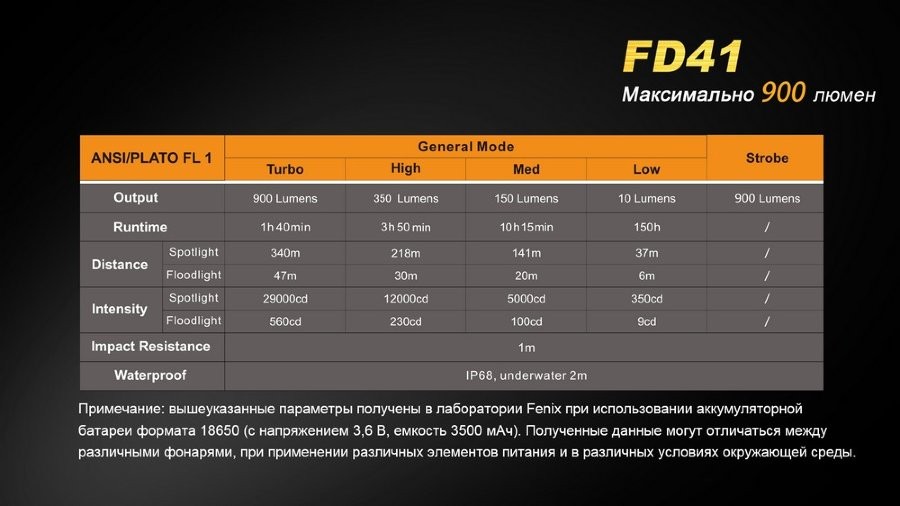 FD41
Максимально 900 люмен
ANSI/PLATO FL 1 General Mode Strobe
Turbo High Med Low
Output 900 Lumens 350 Lumens 150 Lumens 10 Lumens 900 Lumens
Runtime 1h 40min 3h 50 min 10h 15min 150h /
Distance Spotlight 340m 218m 141m 37m /
Floodlight 47m 30m 20m 6m /
Intensity Spotlight 29000cd 12000cd 5000cd 350cd /
Floodlight 560cd 230cd 100cd 9cd /
Impact Resistance 1m
Waterproof IP68, underwater 2m
Примечание: вышеуказанные параметры получены в лаборатории Fenix при использовании аккумуляторной
батареи формата 18650 (с напряжением 3,6 В, емкость 3500 мАч). Полученные данные могут отличаться между
различными фонарями, при применении различных элементов питания и в различных условиях окружающей среды.